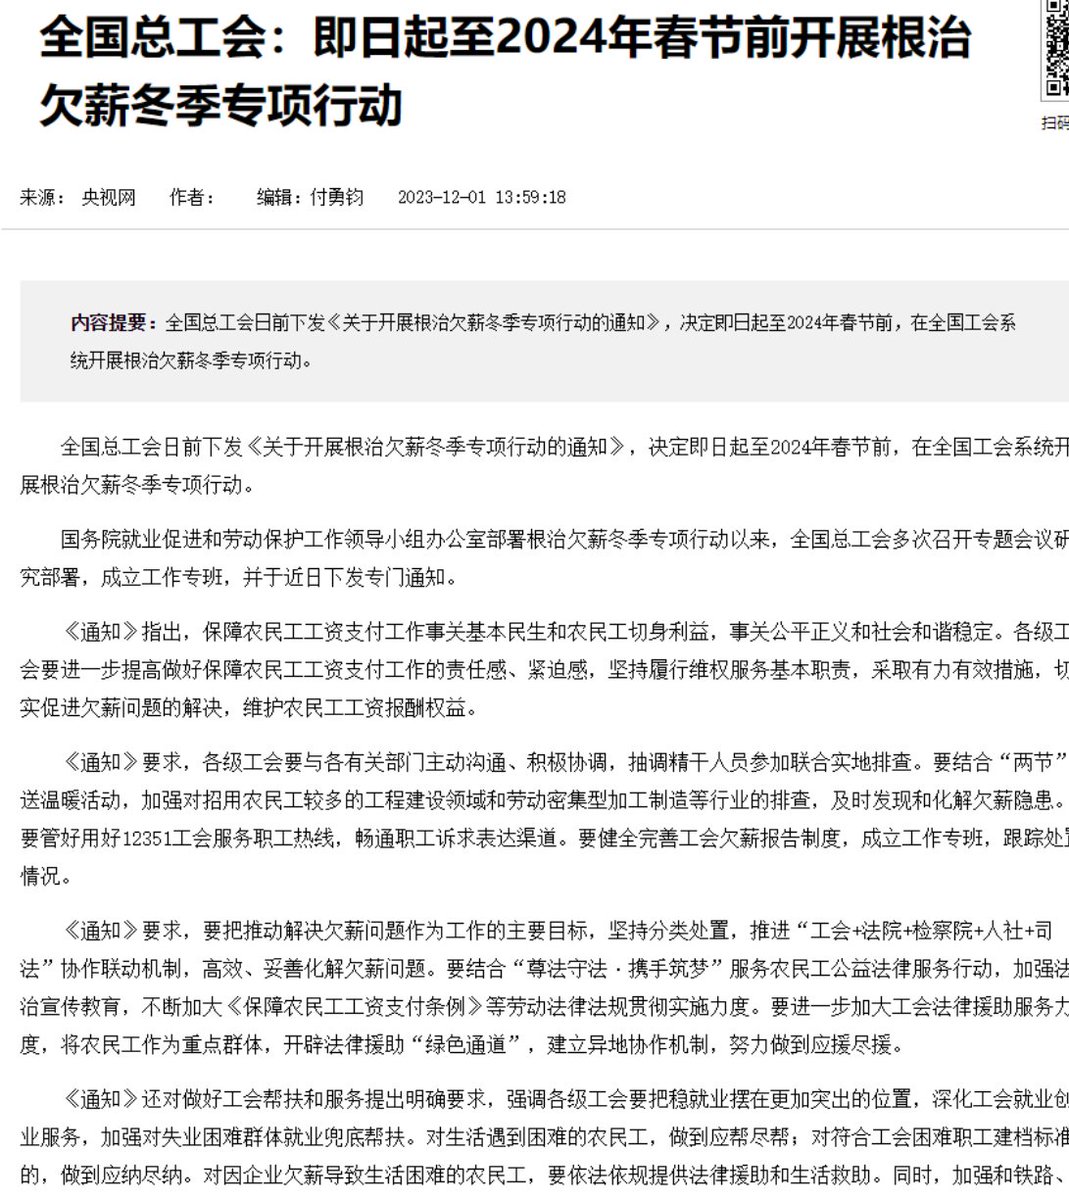 全国总工会：即日起至2024年春节前开展根治
欠薪冬季专项行动
扫码
来源： 央视网 作者： 编辑：付勇钧 2023-12-01 13:59:18
内容提要：全国总工会日前下发《关于开展根治欠薪冬季专项行动的通知》，决定即日起至2024年春节前，在全国工会系
统开展根治欠薪冬季专项行动。
全国总工会日前下发《关于开展根治欠薪冬季专项行动的通知》，决定即日起至2024年春节前，在全国工会系统开
展根治欠薪冬季专项行动。
国务院就业促进和劳动保护工作领导小组办公室部署根治欠薪冬季专项行动以来，全国总工会多次召开专题会议研
究部署，成立工作专班，并于近日下发专门通知。
《通知》指出，保障农民工工资支付工作事关基本民生和农民工切身利益，事关公平正义和社会和谐稳定。各级工
会要进一步提高做好保障农民工工资支付工作的责任感、紧迫感，坚持履行维权服务基本职责，采取有力有效措施，切
实促进欠薪问题的解决，维护农民工工资报酬权益。
《通知》要求，各级工会要与各有关部门主动沟通、积极协调，抽调精干人员参加联合实地排查。要结合“两节”
送温暖活动，加强对招用农民工较多的工程建设领域和劳动密集型加工制造等行业的排查，及时发现和化解欠薪隐患。
要管好用好12351工会服务职工热线，畅通职工诉求表达渠道。要健全完善工会欠薪报告制度，成立工作专班，跟踪处置
情况。
《通知》要求，要把推动解决欠薪问题作为工作的主要目标，坚持分类处置，推进“工会+法院+检察院+人社+司
法”协作联动机制，高效、妥善化解欠薪问题。要结合“尊法守法·携手筑梦”服务农民工公益法律服务行动，加强法
治宣传教育，不断加大《保障农民工工资支付条例》等劳动法律法规贯彻实施力度。要进一步加大工会法律援助服务力
度，将农民工作为重点群体，开辟法律援助“绿色通道”，建立异地协作机制，努力做到应援尽援。
《通知》还对做好工会帮扶和服务提出明确要求，强调各级工会要把稳就业摆在更加突出的位置，深化工会就业创
业服务，加强对失业困难群体就业兜底帮扶。对生活遇到困难的农民工，做到应帮尽帮；对符合工会困难职工建档标准
的，做到应纳尽纳。对因企业欠薪导致生活困难的农民工，要依法依规提供法律援助和生活救助。同时，加强和铁路、